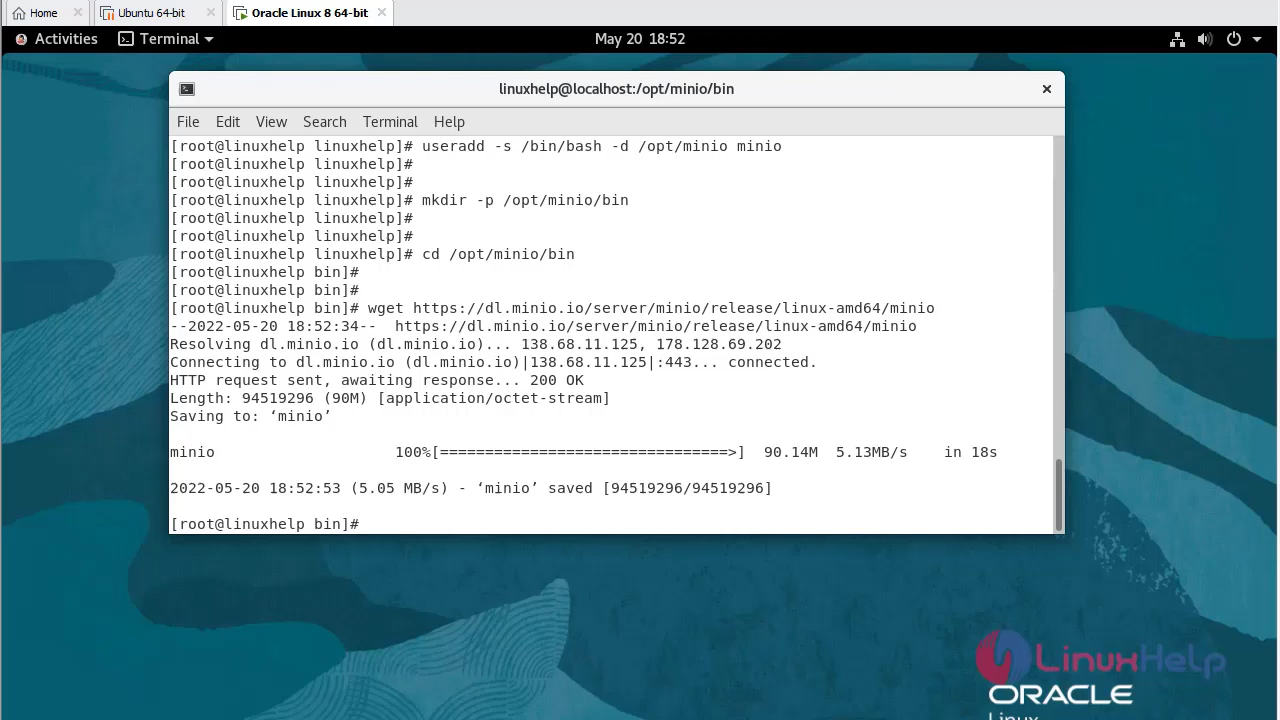 Home
Ubuntu 64-bit
Oracle Linux 8 64-bit
Activities
Terminal
May 20 18:52
linuxhelp@localhost:/opt/minio/bin
File Edit View Search Terminal Help
[root@linuxhelp linuxhelp]# useradd -s /bin/bash -d /opt/minio minio
[root@linuxhelp linuxhelp]#
[root@linuxhelp linuxhelp]#
[root@linuxhelp linuxhelp]# mkdir -p /opt/minio/bin
[root@linuxhelp linuxhelp]#
[root@linuxhelp linuxhelp]#
[root@linuxhelp linuxhelp]# cd /opt/minio/bin
[root@linuxhelp bin]#
[root@linuxhelp bin]#
[root@linuxhelp bin]# wget https://dl.minio.io/server/minio/release/linux-amd64/minio
--2022-05-20 18:52:34--  https://dl.minio.io/server/minio/release/linux-amd64/minio
Resolving dl.minio.io (dl.minio.io)... 138.68.11.125, 178.128.69.202
Connecting to dl.minio.io (dl.minio.io)|138.68.11.125|:443... connected.
HTTP request sent, awaiting response... 200 OK
Length: 94519296 (90M) [application/octet-stream]
Saving to: ‘minio’
minio 100%[================================>] 90.14M 5.13MB/s in 18s
2022-05-20 18:52:53 (5.05 MB/s) - ‘minio’ saved [94519296/94519296]
[root@linuxhelp bin]#
LinuxHelp
ORACLE
Linux